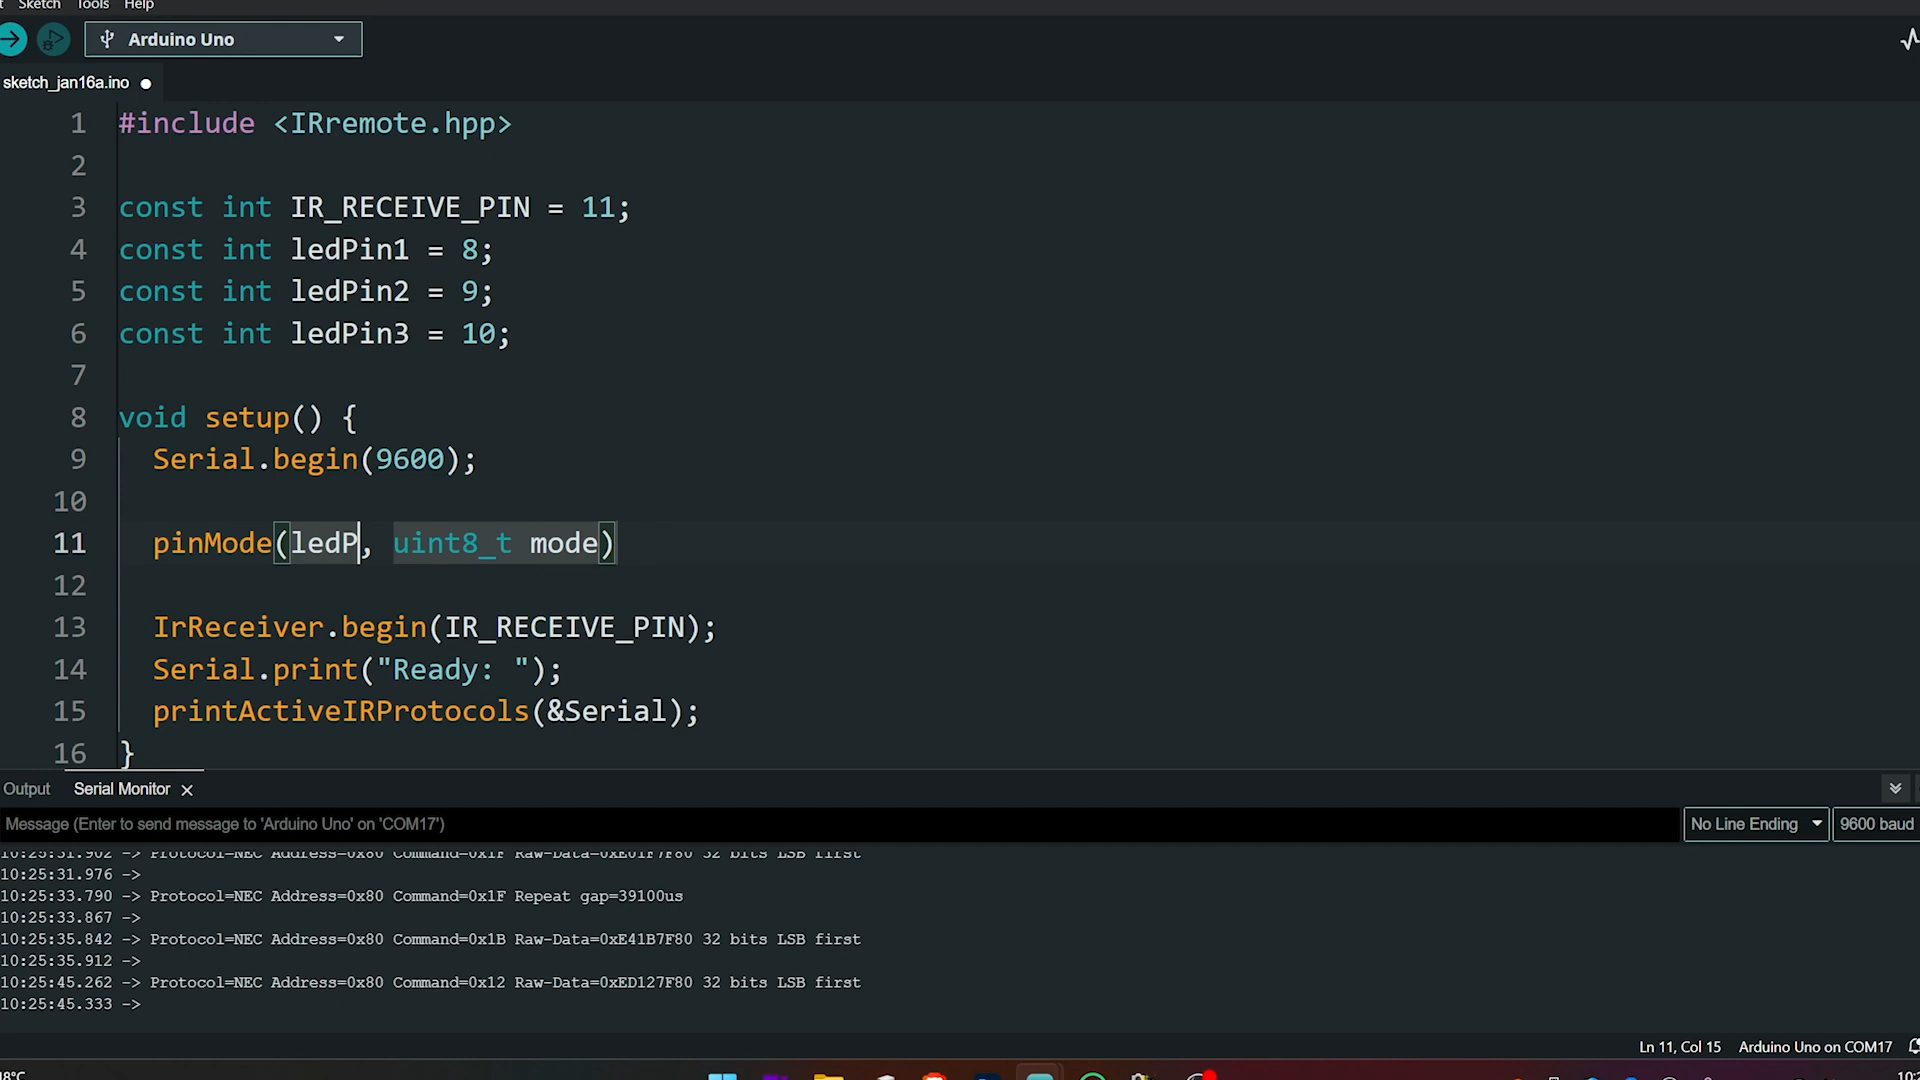 Sketch Tools Help
Arduino Uno
sketch_jan16a.ino
1 #include <IRremote.hpp>
2
3 const int IR_RECEIVE_PIN = 11;
4 const int ledPin1 = 8;
5 const int ledPin2 = 9;
6 const int ledPin3 = 10;
7
8 void setup() {
9 Serial.begin(9600);
10
11 pinMode(ledP, uint8_t mode)
12
13 IrReceiver.begin(IR_RECEIVE_PIN);
14 Serial.print("Ready: ");
15 printActiveIRProtocols(&Serial);
16 }
Output Serial Monitor
Message (Enter to send message to 'Arduino Uno' on 'COM17') No Line Ending 9600 baud
10:25:31.902 -> Protocol=NEC Address=0x80 Command=0x1F Raw-Data=0xE01F7F80 32 bits LSB first
10:25:31.976 ->
10:25:33.790 -> Protocol=NEC Address=0x80 Command=0x1F Repeat gap=39100us
10:25:33.867 ->
10:25:35.842 -> Protocol=NEC Address=0x80 Command=0x1B Raw-Data=0xE41B7F80 32 bits LSB first
10:25:35.912 ->
10:25:45.262 -> Protocol=NEC Address=0x80 Command=0x12 Raw-Data=0xED127F80 32 bits LSB first
10:25:45.333 ->
Ln 11, Col 15 Arduino Uno on COM17